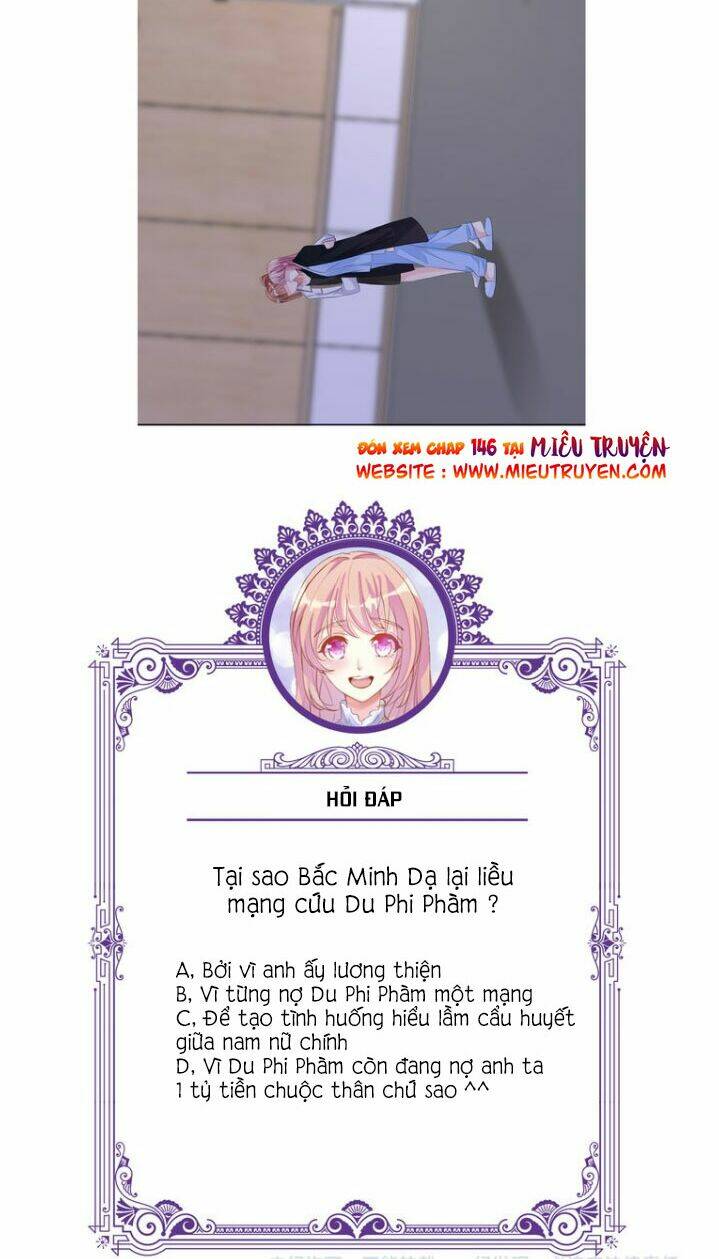 ĐÓN XEM CHAP 146 TẠI MIÊU TRUYỆN
WEBSITE : WWW.MIEUTRUYEN.COM
HỎI ĐÁP
Tại sao Bắc Minh Dạ lại liều
mạng cứu Du Phi Phàm ?
A, Bởi vì anh ấy lương thiện
B, Vì từng nợ Du Phi Phàm một mạng
C, Để tạo tình huống hiểu lầm cẩu huyết
giữa nam nữ chính
D, Vì Du Phi Phàm còn đang nợ anh ta
1 tỷ tiền chuộc thân chứ sao ^^